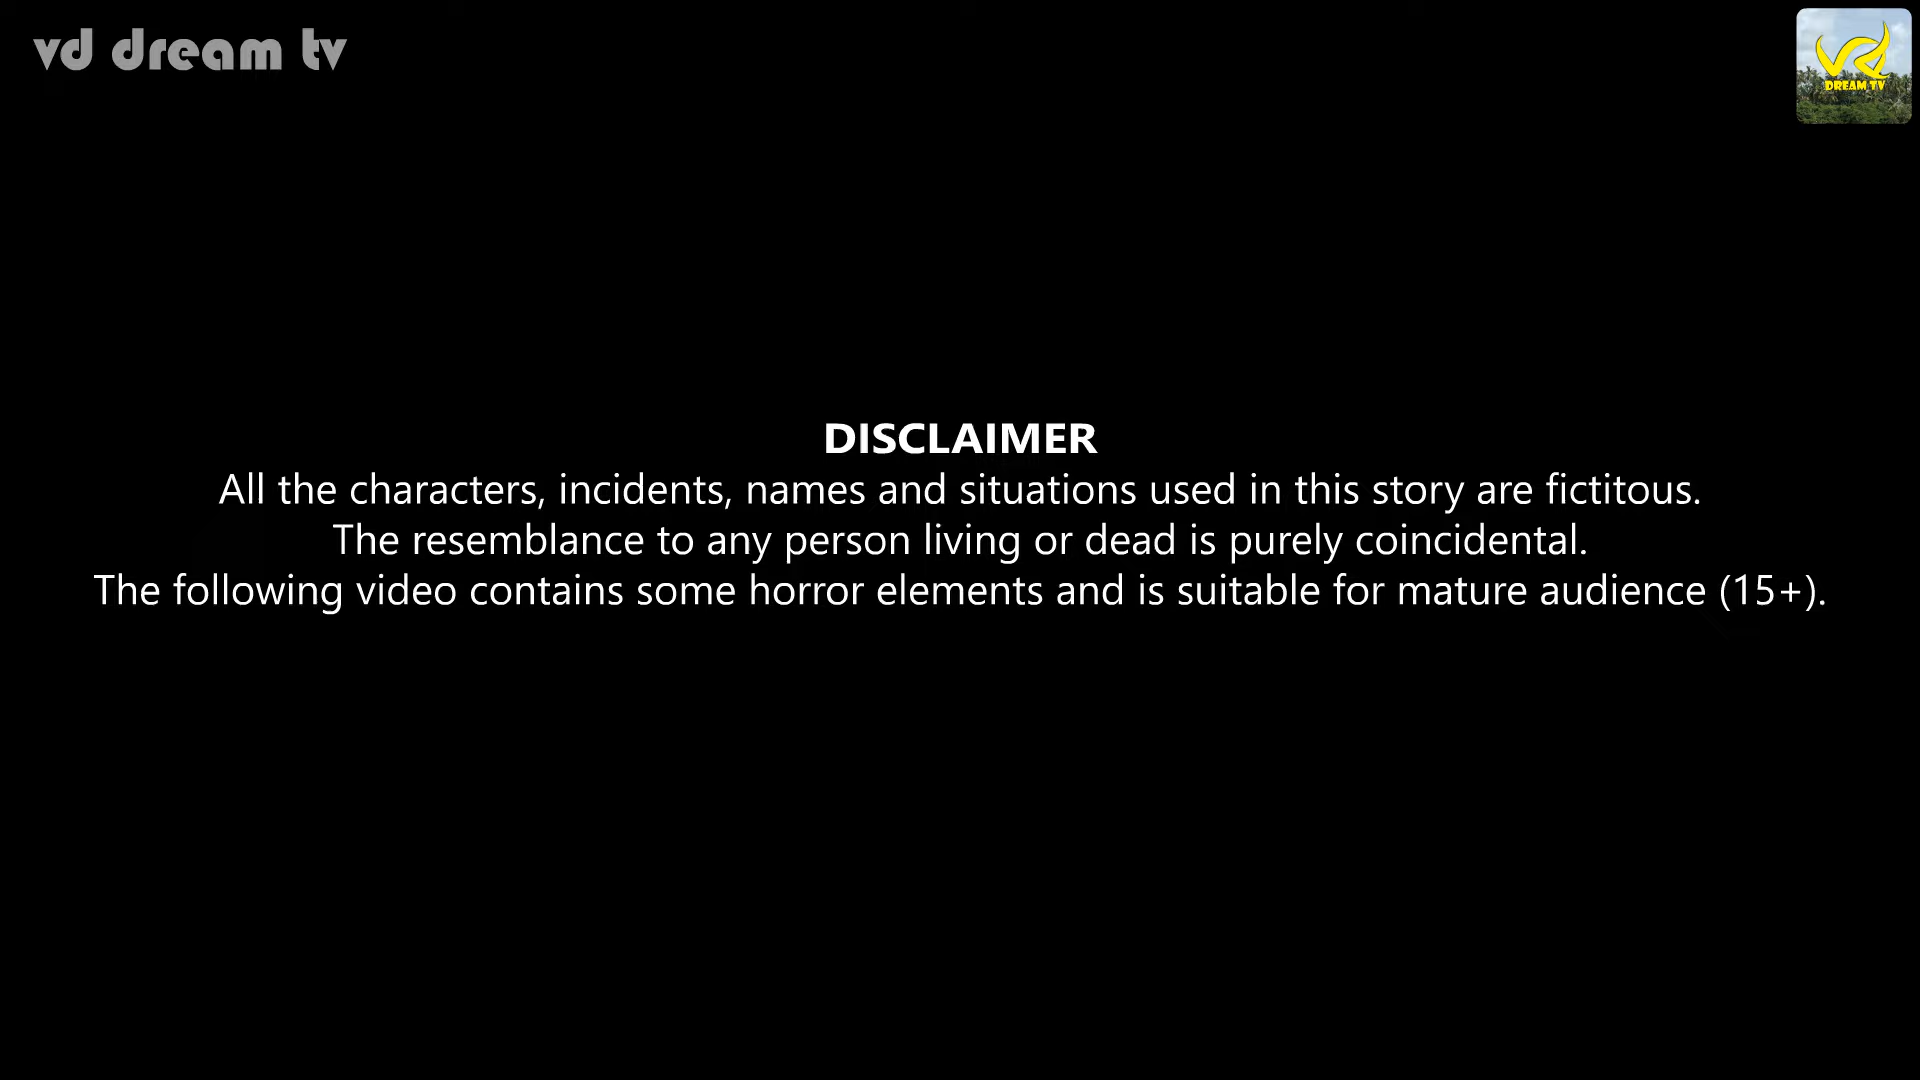 vd dream tv
VD
DREAM TV
DISCLAIMER
All the characters, incidents, names and situations used in this story are fictitous.
The resemblance to any person living or dead is purely coincidental.
The following video contains some horror elements and is suitable for mature audience (15+).